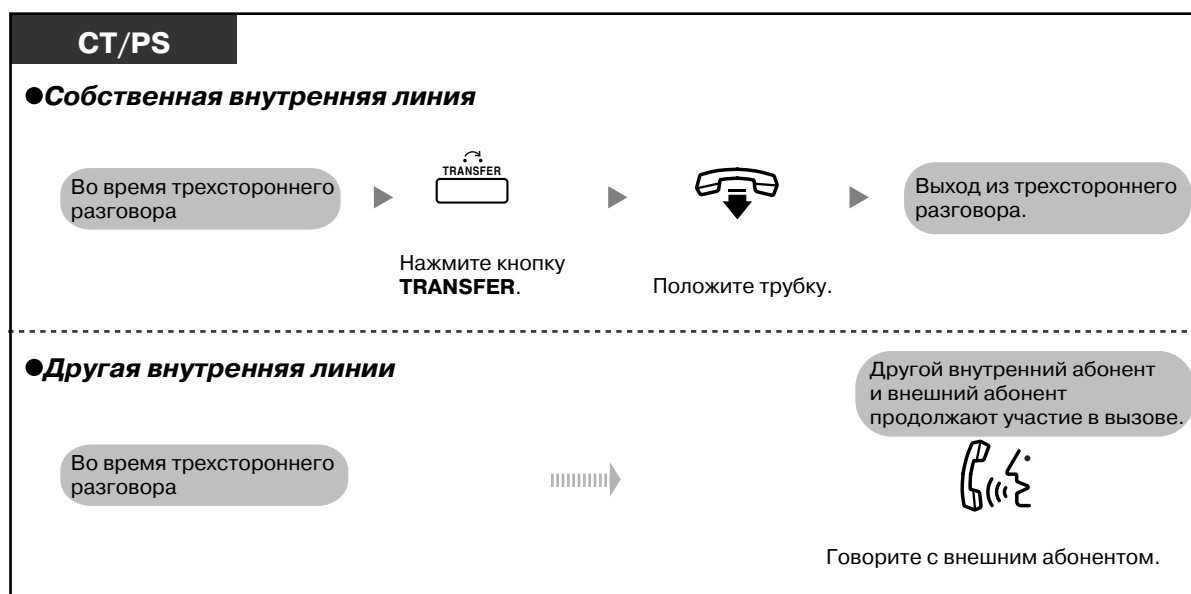 CT/PS
●Собственная внутренняя линия
Во время трехстороннего
разговора
TRANSFER
Нажмите кнопку
TRANSFER.
Положите трубку.
Выход из трехстороннего
разговора.
●Другая внутренняя линии
Во время трехстороннего
разговора
Другой внутренний абонент
и внешний абонент
продолжают участие в вызове.
Говорите с внешним абонентом.